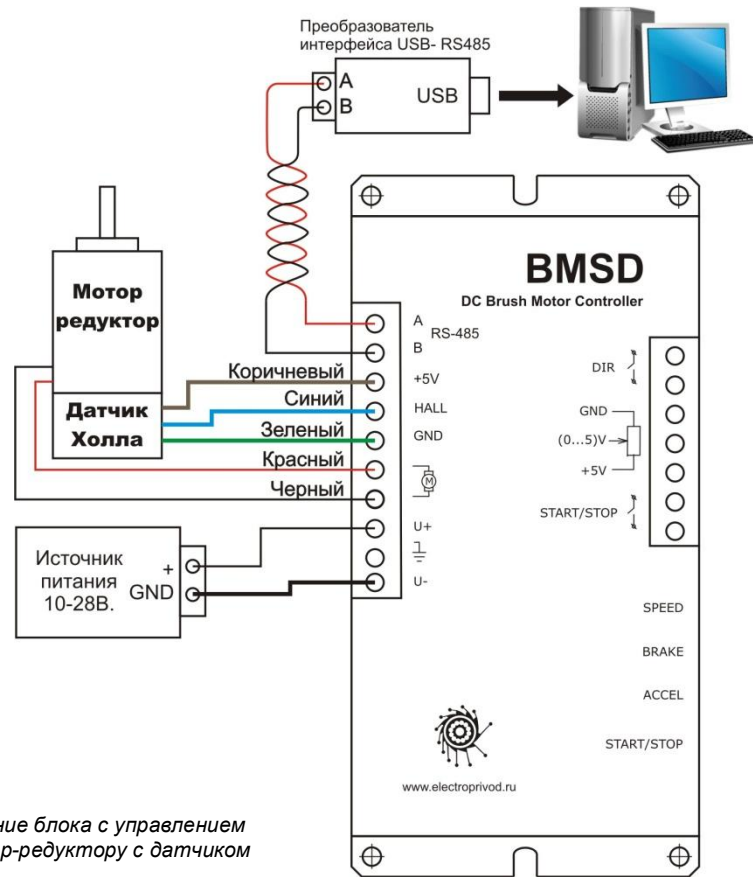 Преобразователь
интерфейса USB- RS485
A
B
USB
BMSD
DC Brush Motor Controller
Мотор
редуктор
Датчик
Холла
Коричневый
Синий
Зеленый
Красный
Черный
A
RS-485
B
+5V
HALL
GND
M
U+
U-
DIR
GND
(0...5)V
+5V
START/STOP
Источник
питания
10-28В.
+
GND
SPEED
BRAKE
ACCEL
START/STOP
www.electroprivod.ru
ние блока с управлением
р-редуктору с датчиком